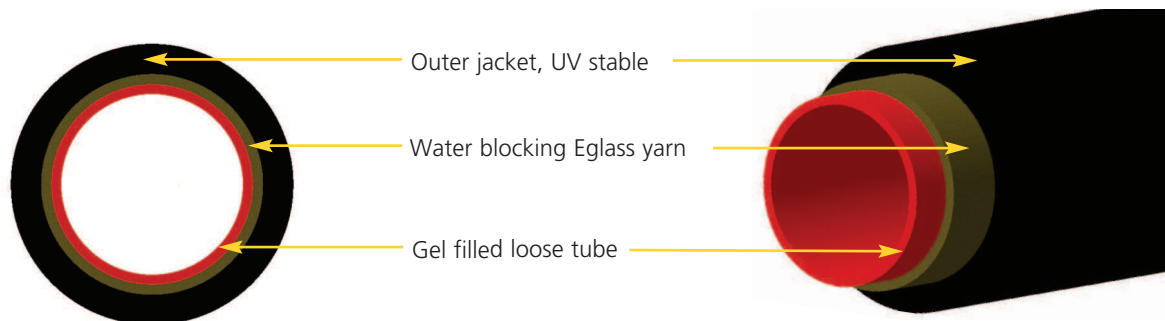 Outer jacket, UV stable
Water blocking Eglass yarn
Gel filled loose tube